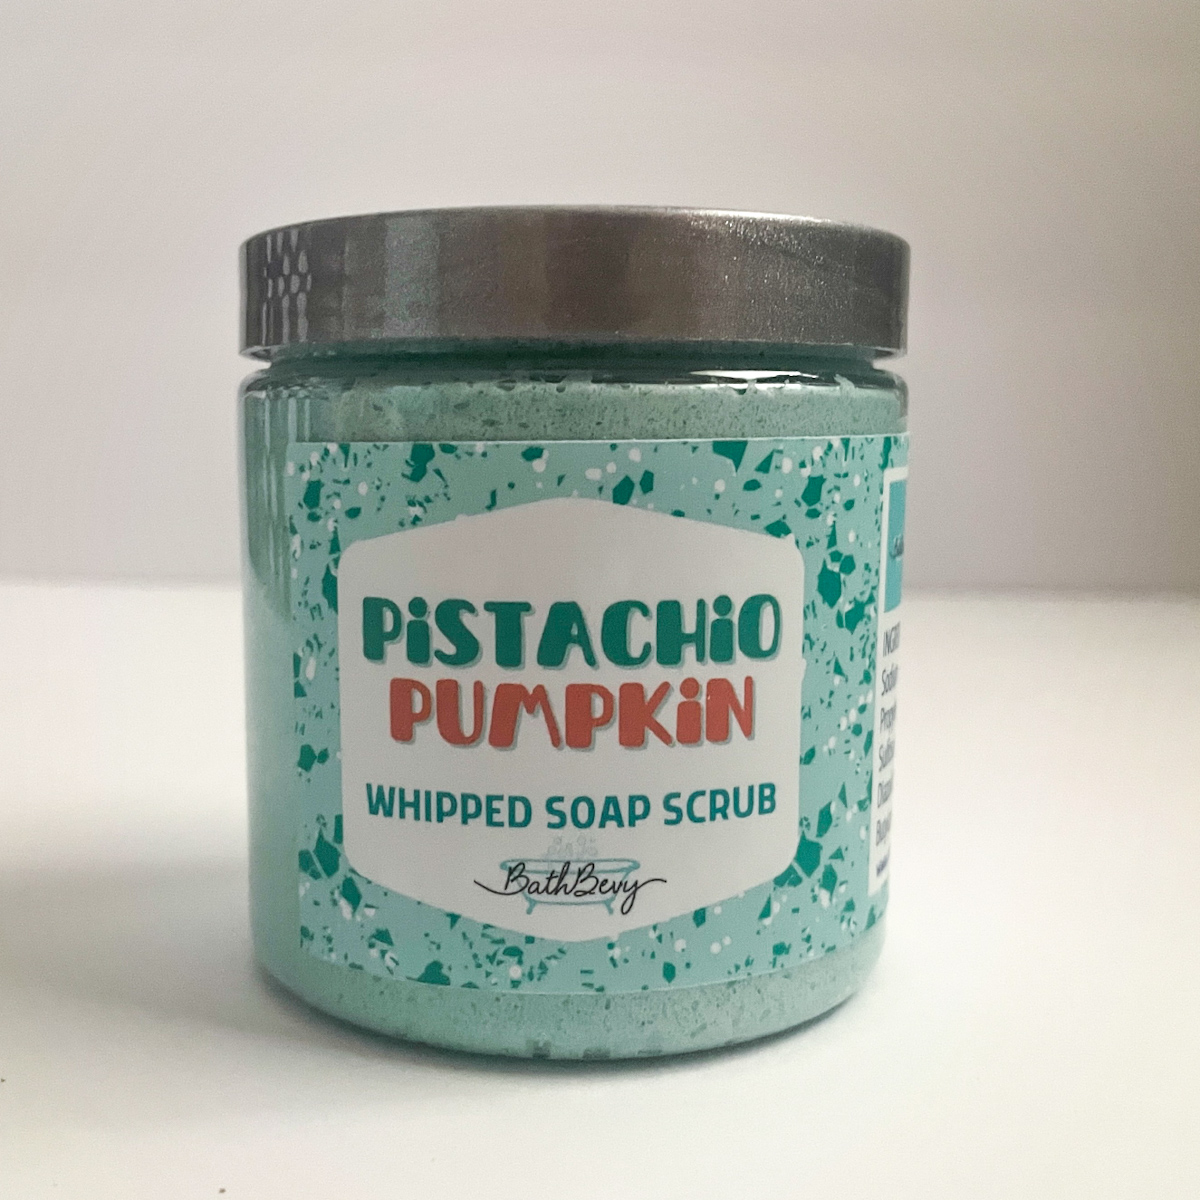 PiSTACHiO
PUMPKiN
WHIPPED SOAP SCRUB
BathBevy